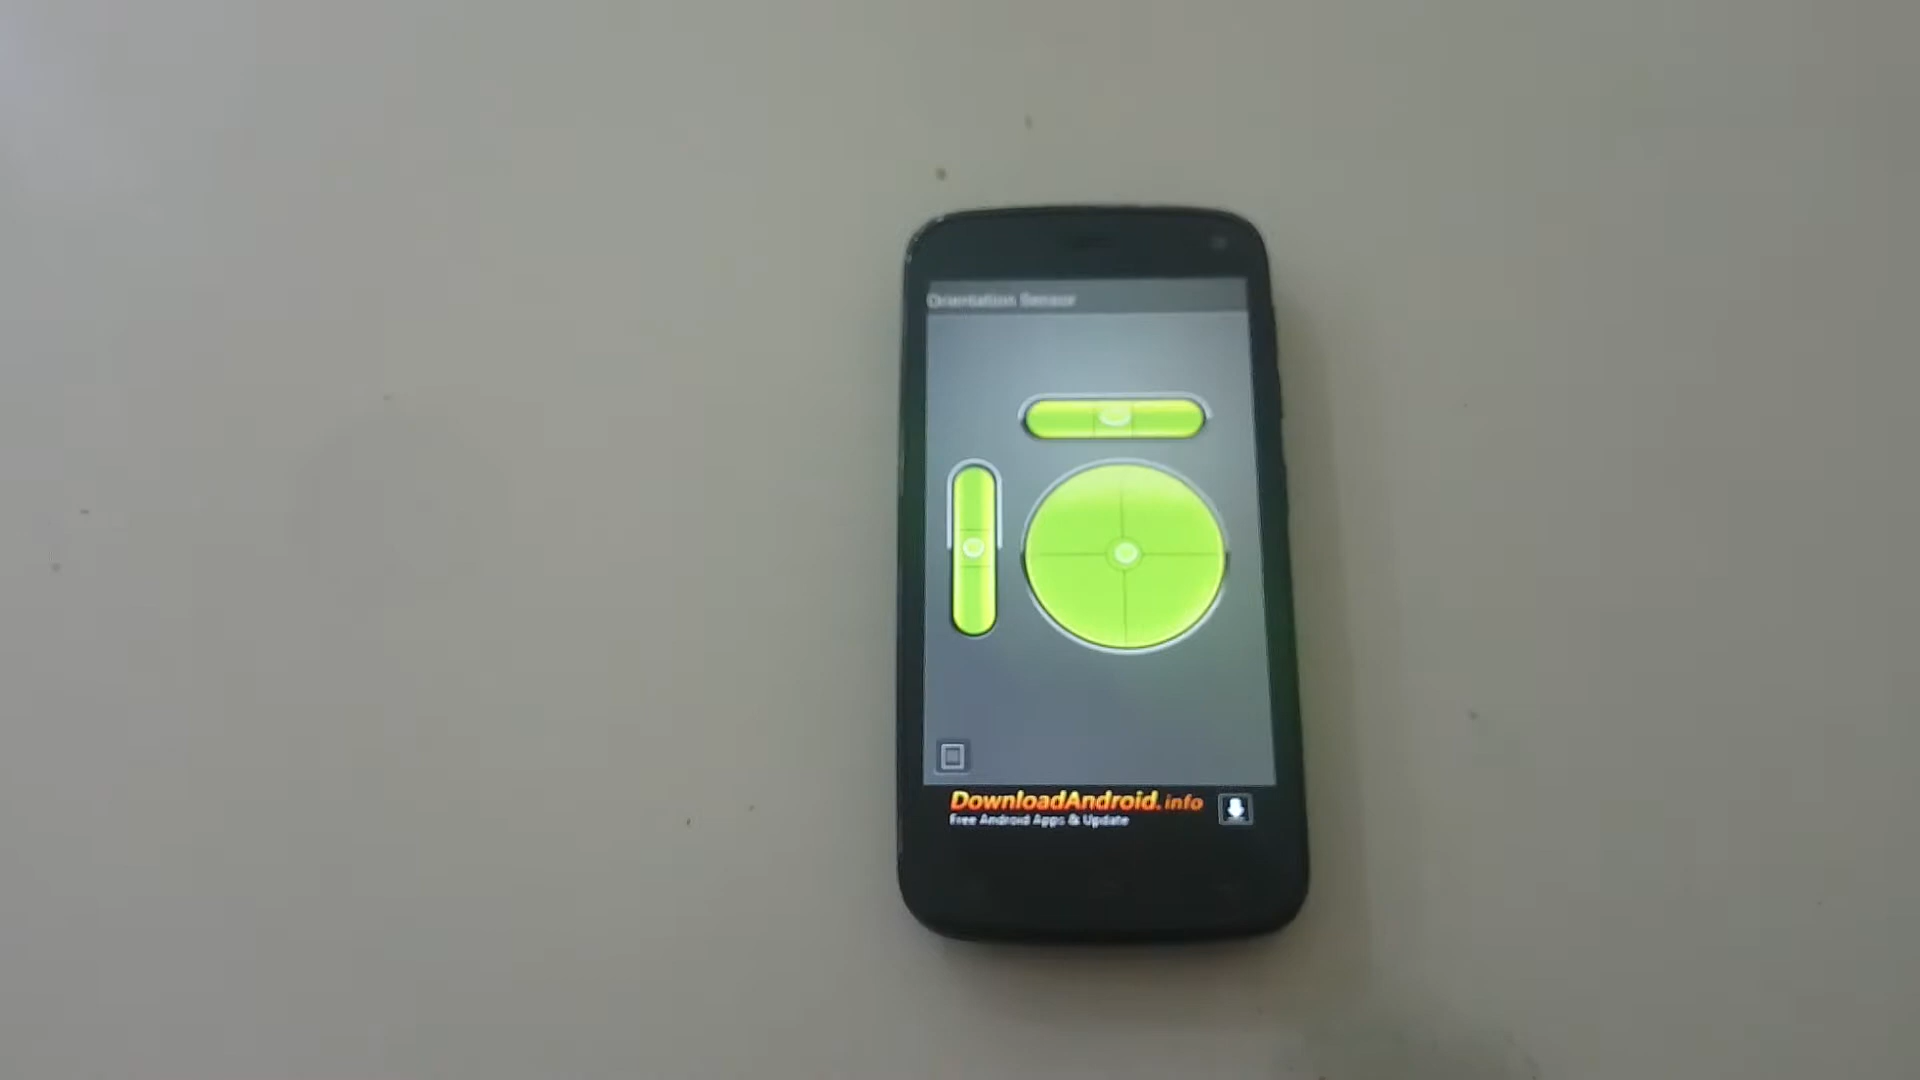 Orientation Sensor
DownloadAndroid.info
Free Android Apps & Update